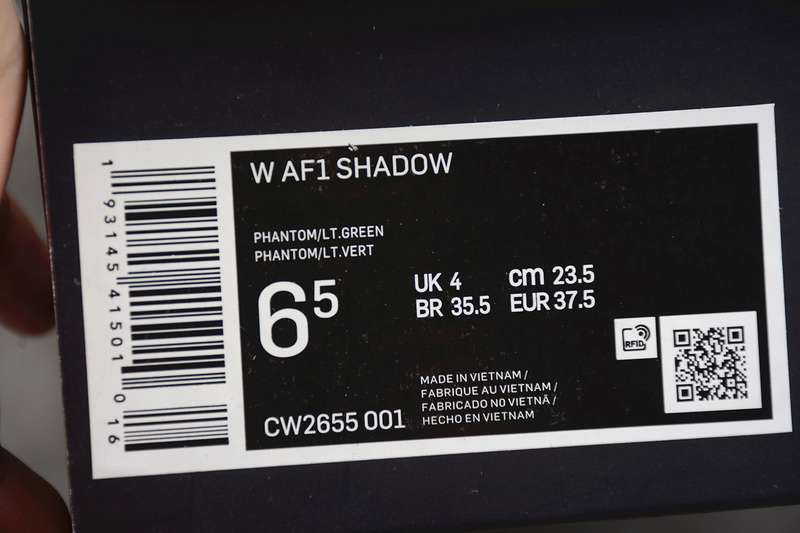 W AF1 SHADOW
PHANTOM/LT.GREEN
PHANTOM/LT.VERT
6 5
UK 4 cm 23.5
BR 35.5 EUR 37.5
RFID
MADE IN VIETNAM /
FABRIQUE AU VIETNAM /
FABRICADO NO VIETNÃ /
HECHO EN VIETNAM
CW2655 001
1 93145 41501 0 16